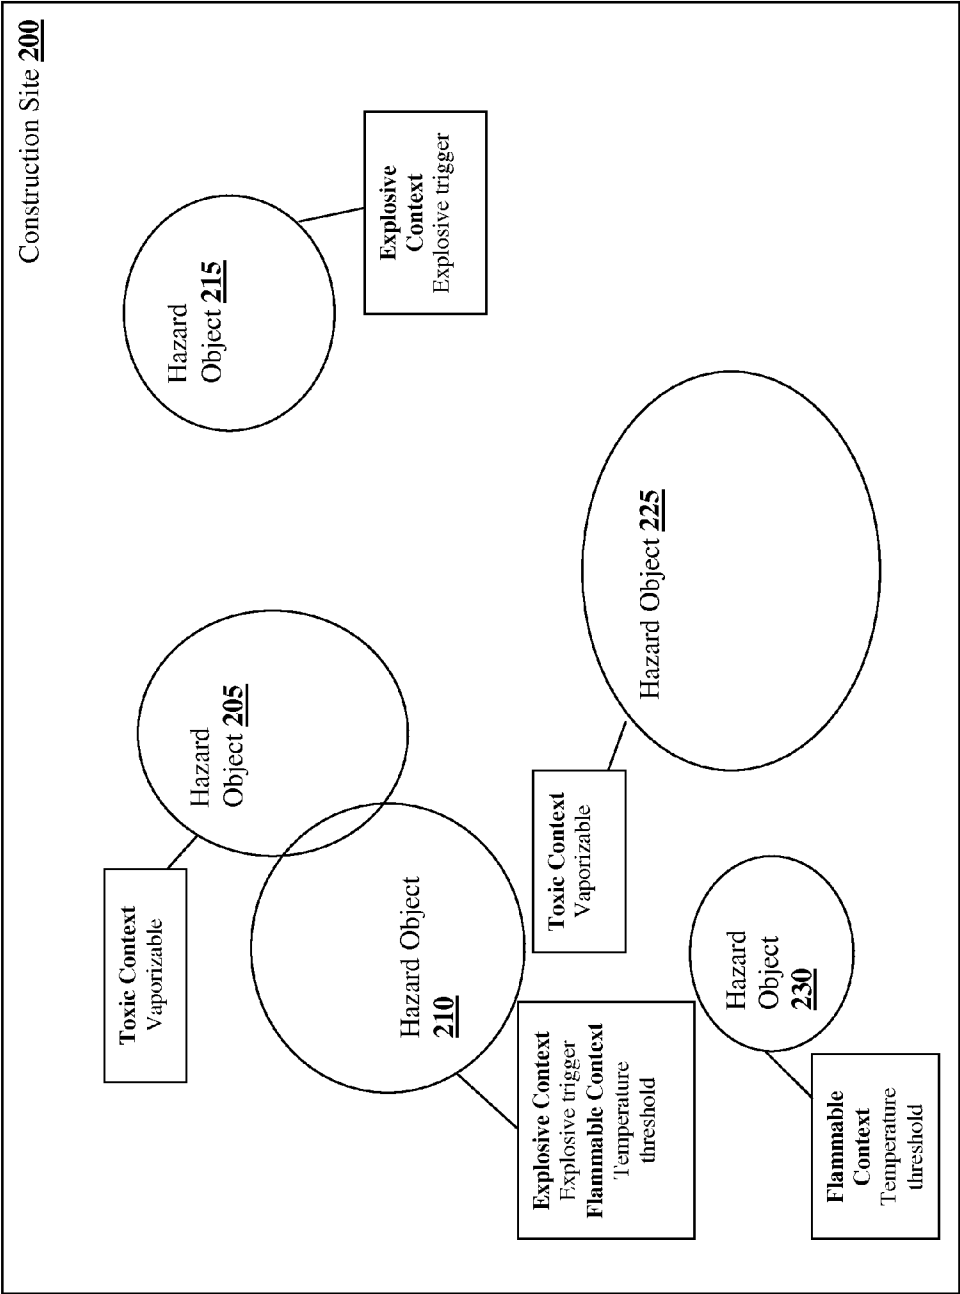 Construction Site 200
Toxic Context
Vaporizable
Hazard
Object 205
Hazard
Object 215
Explosive
Context
Explosive trigger
Hazard Object
210
Explosive Context
Explosive trigger
Flammable Context
Temperature
threshold
Toxic Context
Vaporizable
Hazard Object 225
Hazard
Object
230
Flammable
Context
Temperature
threshold